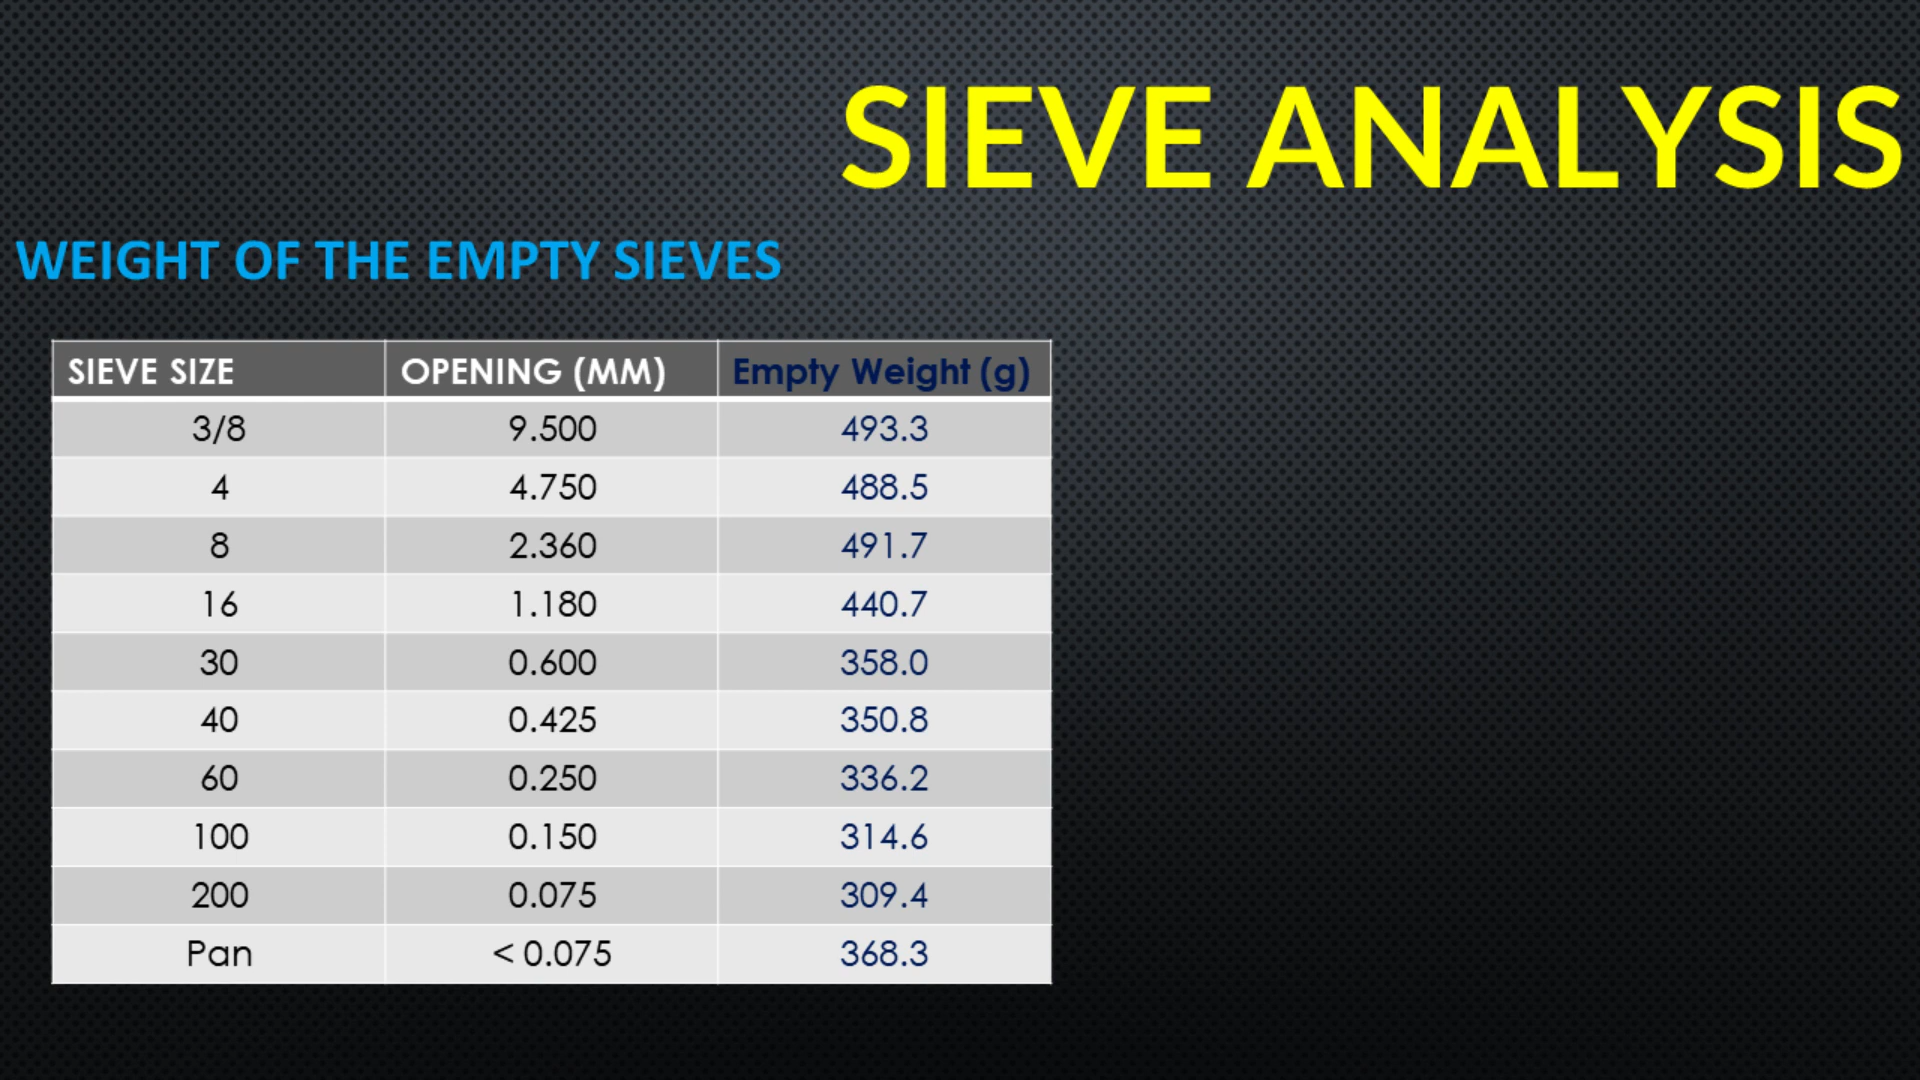 SIEVE ANALYSIS
WEIGHT OF THE EMPTY SIEVES
SIEVE SIZE OPENING (MM) Empty Weight (g)
3/8 9.500 493.3
4 4.750 488.5
8 2.360 491.7
16 1.180 440.7
30 0.600 358.0
40 0.425 350.8
60 0.250 336.2
100 0.150 314.6
200 0.075 309.4
Pan < 0.075 368.3